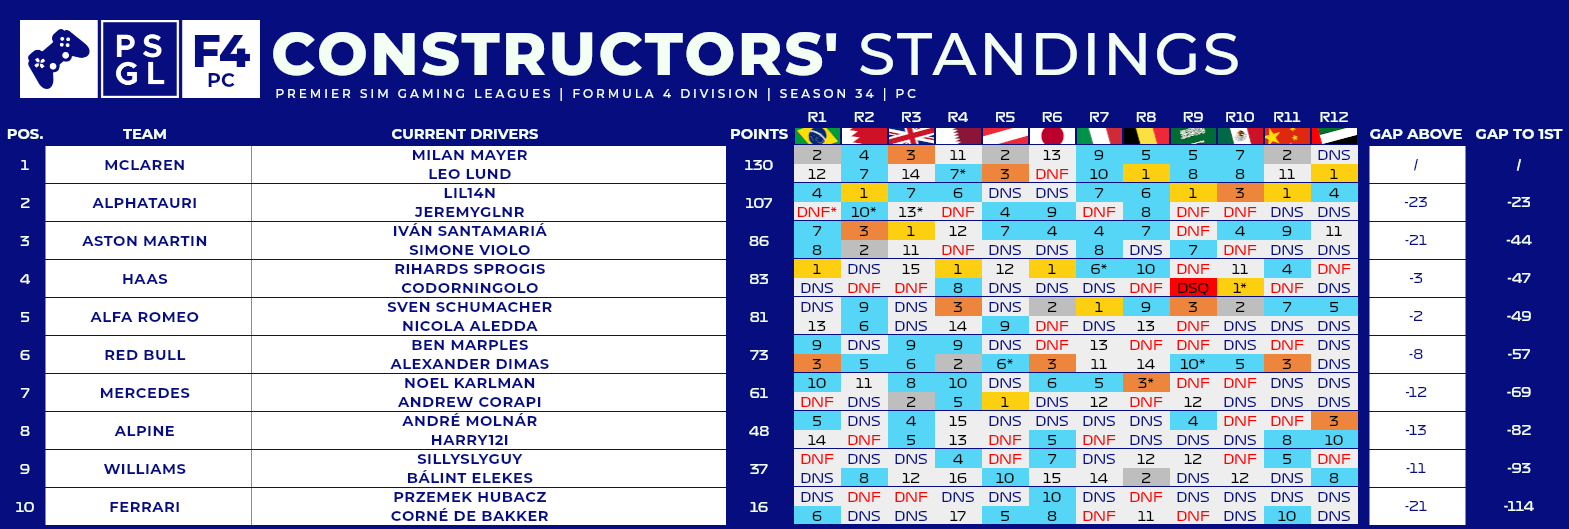 PS GL F4 PC CONSTRUCTORS' STANDINGS
PREMIER SIM GAMING LEAGUES | FORMULA 4 DIVISION | SEASON 34 | PC
R1 R2 R3 R4 R5 R6 R7 R8 R9 R10 R11 R12
POS. TEAM CURRENT DRIVERS POINTS GAP ABOVE GAP TO 1ST
MILAN MAYER 2 4 3 11 2 13 9 5 5 7 2 DNS
1 MCLAREN 130 / /
LEO LUND 12 7 14 7* 3 DNF 10 1 8 8 11 1
LIL14N 4 1 7 6 DNS DNS 7 6 1 3 1 4
2 ALPHATAURI 107 -23 -23
JEREMYGLNR DNF* 10* 13* DNF 4 9 DNF 8 DNF DNF DNS DNS
IVÁN SANTAMARIÁ 7 3 1 12 7 4 4 7 DNF 4 9 11
3 ASTON MARTIN 86 -21 -44
SIMONE VIOLO 8 2 11 DNF DNS DNS 8 DNS 7 DNF DNS DNS
RIHARDS SPROGIS 1 DNS 15 1 12 1 6* 10 DNF 11 4 DNF
4 HAAS 83 -3 -47
CODORNINGOLO DNS DNF DNF 8 DNS DNS DNS DNF DSQ 1* DNF DNS
SVEN SCHUMACHER DNS 9 DNS 3 DNS 2 1 9 3 2 7 5
5 ALFA ROMEO 81 -2 -49
NICOLA ALEDDA 13 6 DNS 14 9 DNF DNS 13 DNF DNS DNS DNS
BEN MARPLES 9 DNS 9 9 DNS DNF 13 DNF DNF DNS DNF DNS
6 RED BULL 73 -8 -57
ALEXANDER DIMAS 3 5 6 2 6* 3 11 14 10* 5 3 DNS
NOEL KARLMAN 10 11 8 10 DNS 6 5 3* DNF DNF DNS DNS
7 MERCEDES 61 -12 -69
ANDREW CORAPI DNF DNS 2 5 1 DNS 12 DNF 12 DNS DNS DNS
ANDRÉ MOLNÁR 5 DNS 4 15 DNS DNS DNS DNS 4 DNF DNF 3
8 ALPINE 48 -13 -82
HARRY12I 14 DNF 5 13 DNF 5 DNF DNS DNS DNS 8 10
SILLYSLYGUY DNF DNS DNS 4 DNF 7 DNS 12 12 DNF 5 DNF
9 WILLIAMS 37 -11 -93
BÁLINT ELEKES DNS 8 12 16 10 15 14 2 DNS 12 DNS 8
PRZEMEK HUBACZ DNS DNF DNF DNS DNS 10 DNS DNF DNS DNS DNS DNS
10 FERRARI 16 -21 -114
CORNÉ DE BAKKER 6 DNS DNS 17 5 8 DNF 11 DNF DNS 10 DNS